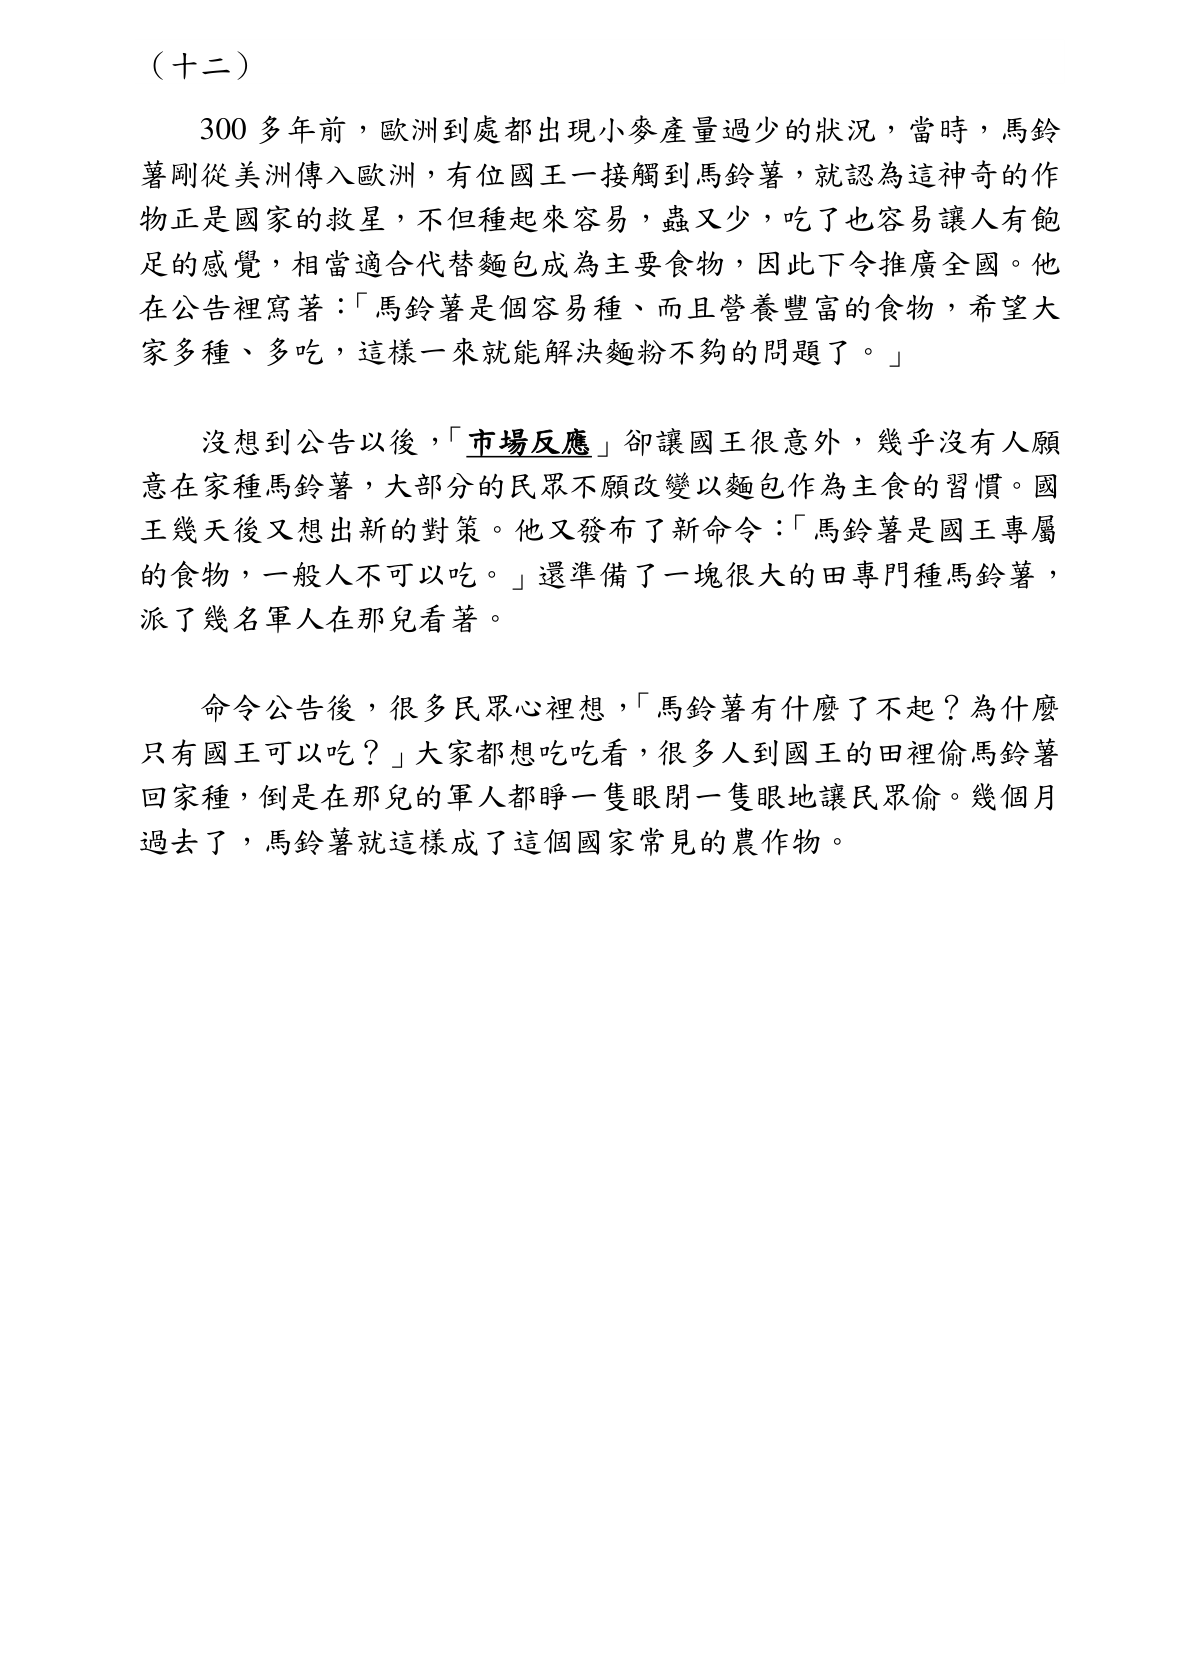 （十二）
300 多年前，歐洲到處都出現小麥產量過少的狀況，當時，馬鈴
薯剛從美洲傳入歐洲，有位國王一接觸到馬鈴薯，就認為這神奇的作
物正是國家的救星，不但種起來容易，蟲又少，吃了也容易讓人有飽
足的感覺，相當適合代替麵包成為主要食物，因此下令推廣全國。他
在公告裡寫著：「馬鈴薯是個容易種、而且營養豐富的食物，希望大
家多種、多吃，這樣一來就能解決麵粉不夠的問題了。」
沒想到公告以後，「市場反應」卻讓國王很意外，幾乎沒有人願
意在家種馬鈴薯，大部分的民眾不願改變以麵包作為主食的習慣。國
王幾天後又想出新的對策。他又發布了新命令：「馬鈴薯是國王專屬
的食物，一般人不可以吃。」還準備了一塊很大的田專門種馬鈴薯，
派了幾名軍人在那兒看著。
命令公告後，很多民眾心裡想，「馬鈴薯有什麼了不起？為什麼
只有國王可以吃？」大家都想吃吃看，很多人到國王的田裡偷馬鈴薯
回家種，倒是在那兒的軍人都睜一隻眼閉一隻眼地讓民眾偷。幾個月
過去了，馬鈴薯就這樣成了這個國家常見的農作物。